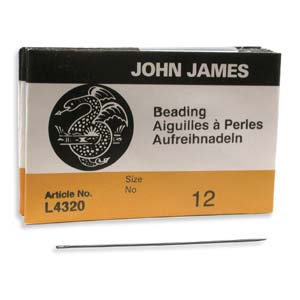 JOHN JAMES
Beading
Aiguilles à Perles
Aufreihnadeln
Article No.
L4320
Size
No
12